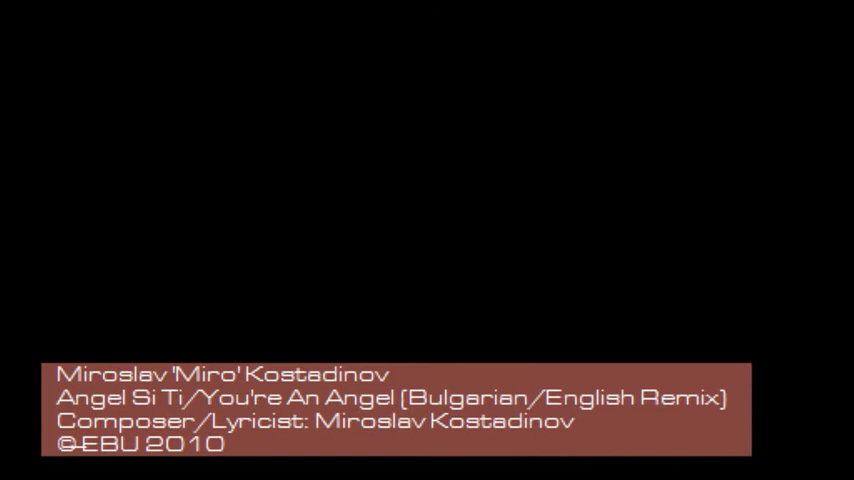 Miroslav 'Miro' Kostadinov
Angel Si Ti/You're An Angel (Bulgarian/English Remix)
Composer/Lyricist: Miroslav Kostadinov
© EBU 2010